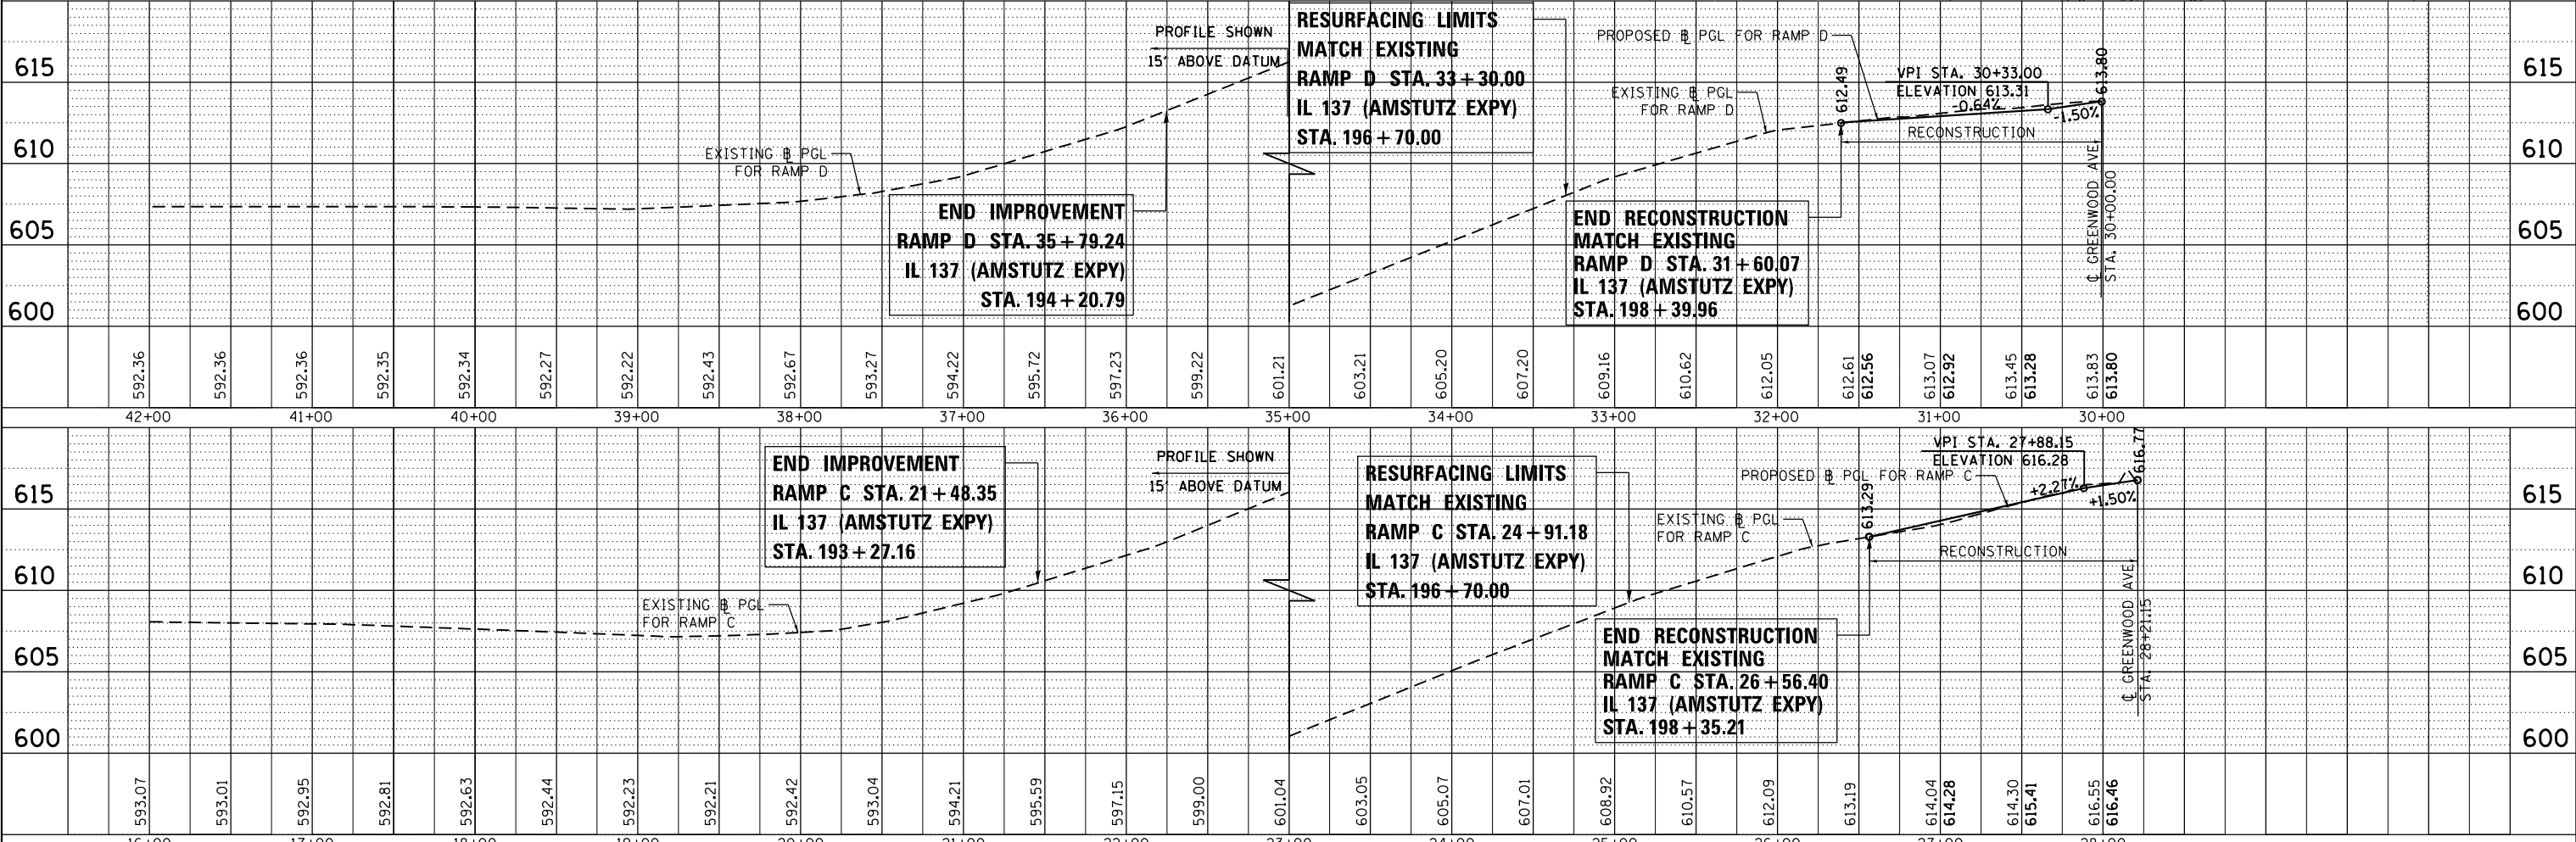 PROFILE SHOWN
15' ABOVE DATUM
RESURFACING LIMITS
MATCH EXISTING
RAMP D STA. 33+30.00
IL 137 (AMSTUTZ EXPY)
STA. 196+70.00
PROPOSED ℄ PGL FOR RAMP D
EXISTING ℄ PGL
FOR RAMP D
612.49
VPI STA. 30+33.00
ELEVATION 613.31
-0.64%
-1.50%
613.80
RECONSTRUCTION
℄ GREENWOOD AVE.
STA. 30+00.00
EXISTING ℄ PGL
FOR RAMP D
END IMPROVEMENT
RAMP D STA. 35+79.24
IL 137 (AMSTUTZ EXPY)
STA. 194+20.79
END RECONSTRUCTION
MATCH EXISTING
RAMP D STA. 31+60.07
IL 137 (AMSTUTZ EXPY)
STA. 198+39.96
615 615
610 610
605 605
600 600
592.36 592.36 592.36 592.35 592.34 592.27 592.22 592.43 592.67 593.27 594.22 595.72 597.23 599.22 601.21 603.21 605.20 607.20 609.16 610.62 612.05 612.61 612.56 613.07 612.92 613.45 613.28 613.83 613.80
42+00 41+00 40+00 39+00 38+00 37+00 36+00 35+00 34+00 33+00 32+00 31+00 30+00
END IMPROVEMENT
RAMP C STA. 21+48.35
IL 137 (AMSTUTZ EXPY)
STA. 193+27.16
PROFILE SHOWN
15' ABOVE DATUM
RESURFACING LIMITS
MATCH EXISTING
RAMP C STA. 24+91.18
IL 137 (AMSTUTZ EXPY)
STA. 196+70.00
VPI STA. 27+88.15
ELEVATION 616.28
PROPOSED ℄ PGL FOR RAMP C
+2.27%
+1.50%
616.77
613.29
EXISTING ℄ PGL
FOR RAMP C
RECONSTRUCTION
℄ GREENWOOD AVE.
STA. 28+21.15
EXISTING ℄ PGL
FOR RAMP C
END RECONSTRUCTION
MATCH EXISTING
RAMP C STA. 26+56.40
IL 137 (AMSTUTZ EXPY)
STA. 198+35.21
615 615
610 610
605 605
600 600
593.07 593.01 592.95 592.81 592.63 592.44 592.23 592.21 592.42 593.04 594.21 595.59 597.15 599.00 601.04 603.05 605.07 607.01 608.92 610.57 612.09 613.19 614.04 614.28 614.30 615.41 616.55 616.46